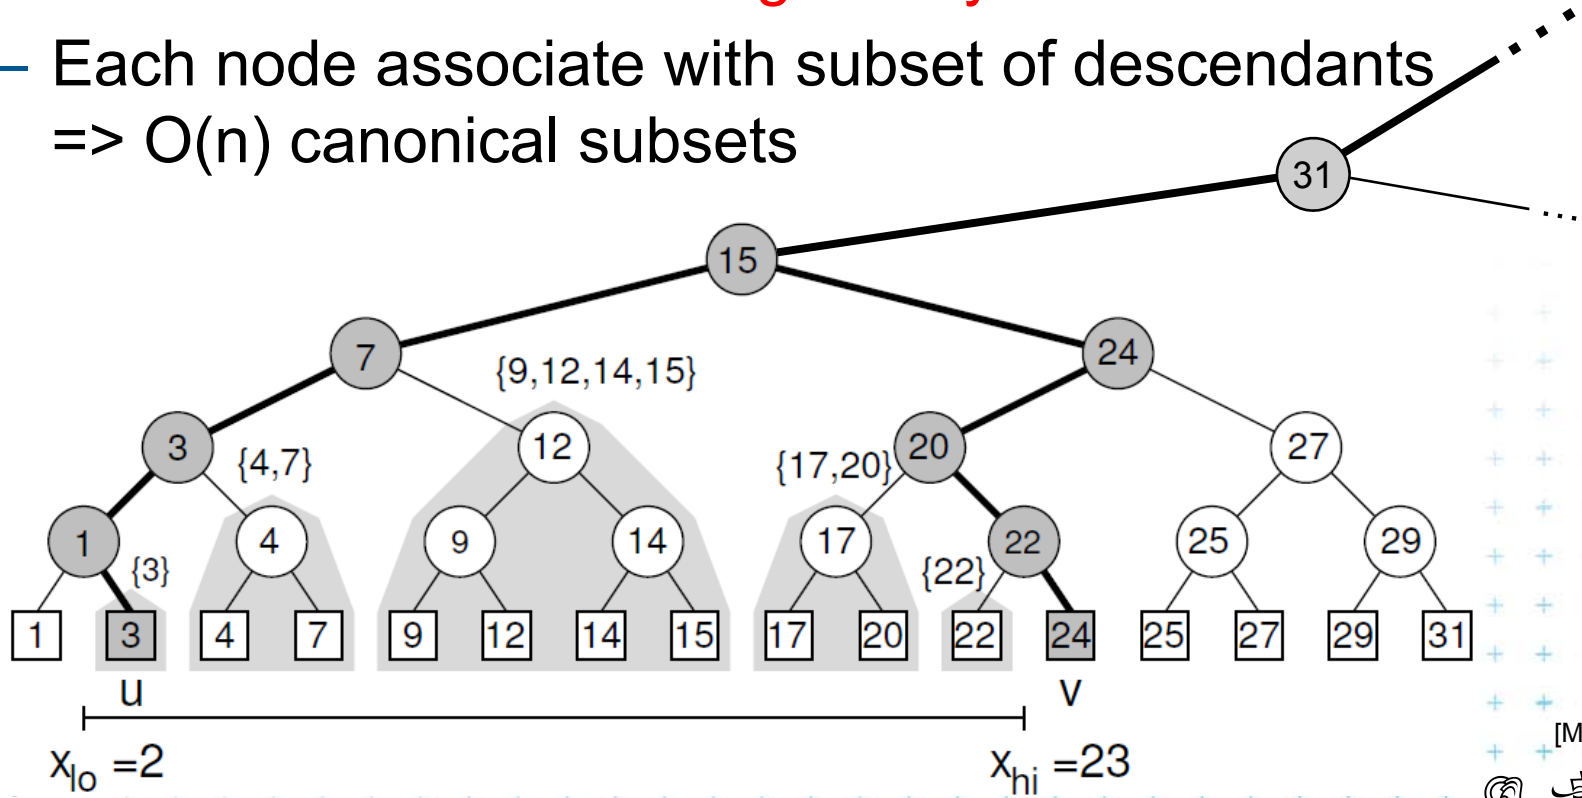 – Each node associate with subset of descendants
=> O(n) canonical subsets
31
15
7 24
{9,12,14,15}
3 12 20 27
{4,7} {17,20}
1 4 9 14 17 22 25 29
{3} {22}
1 3 4 7 9 12 14 15 17 20 22 24 25 27 29 31
u v
[M
xlo =2 xhi =23